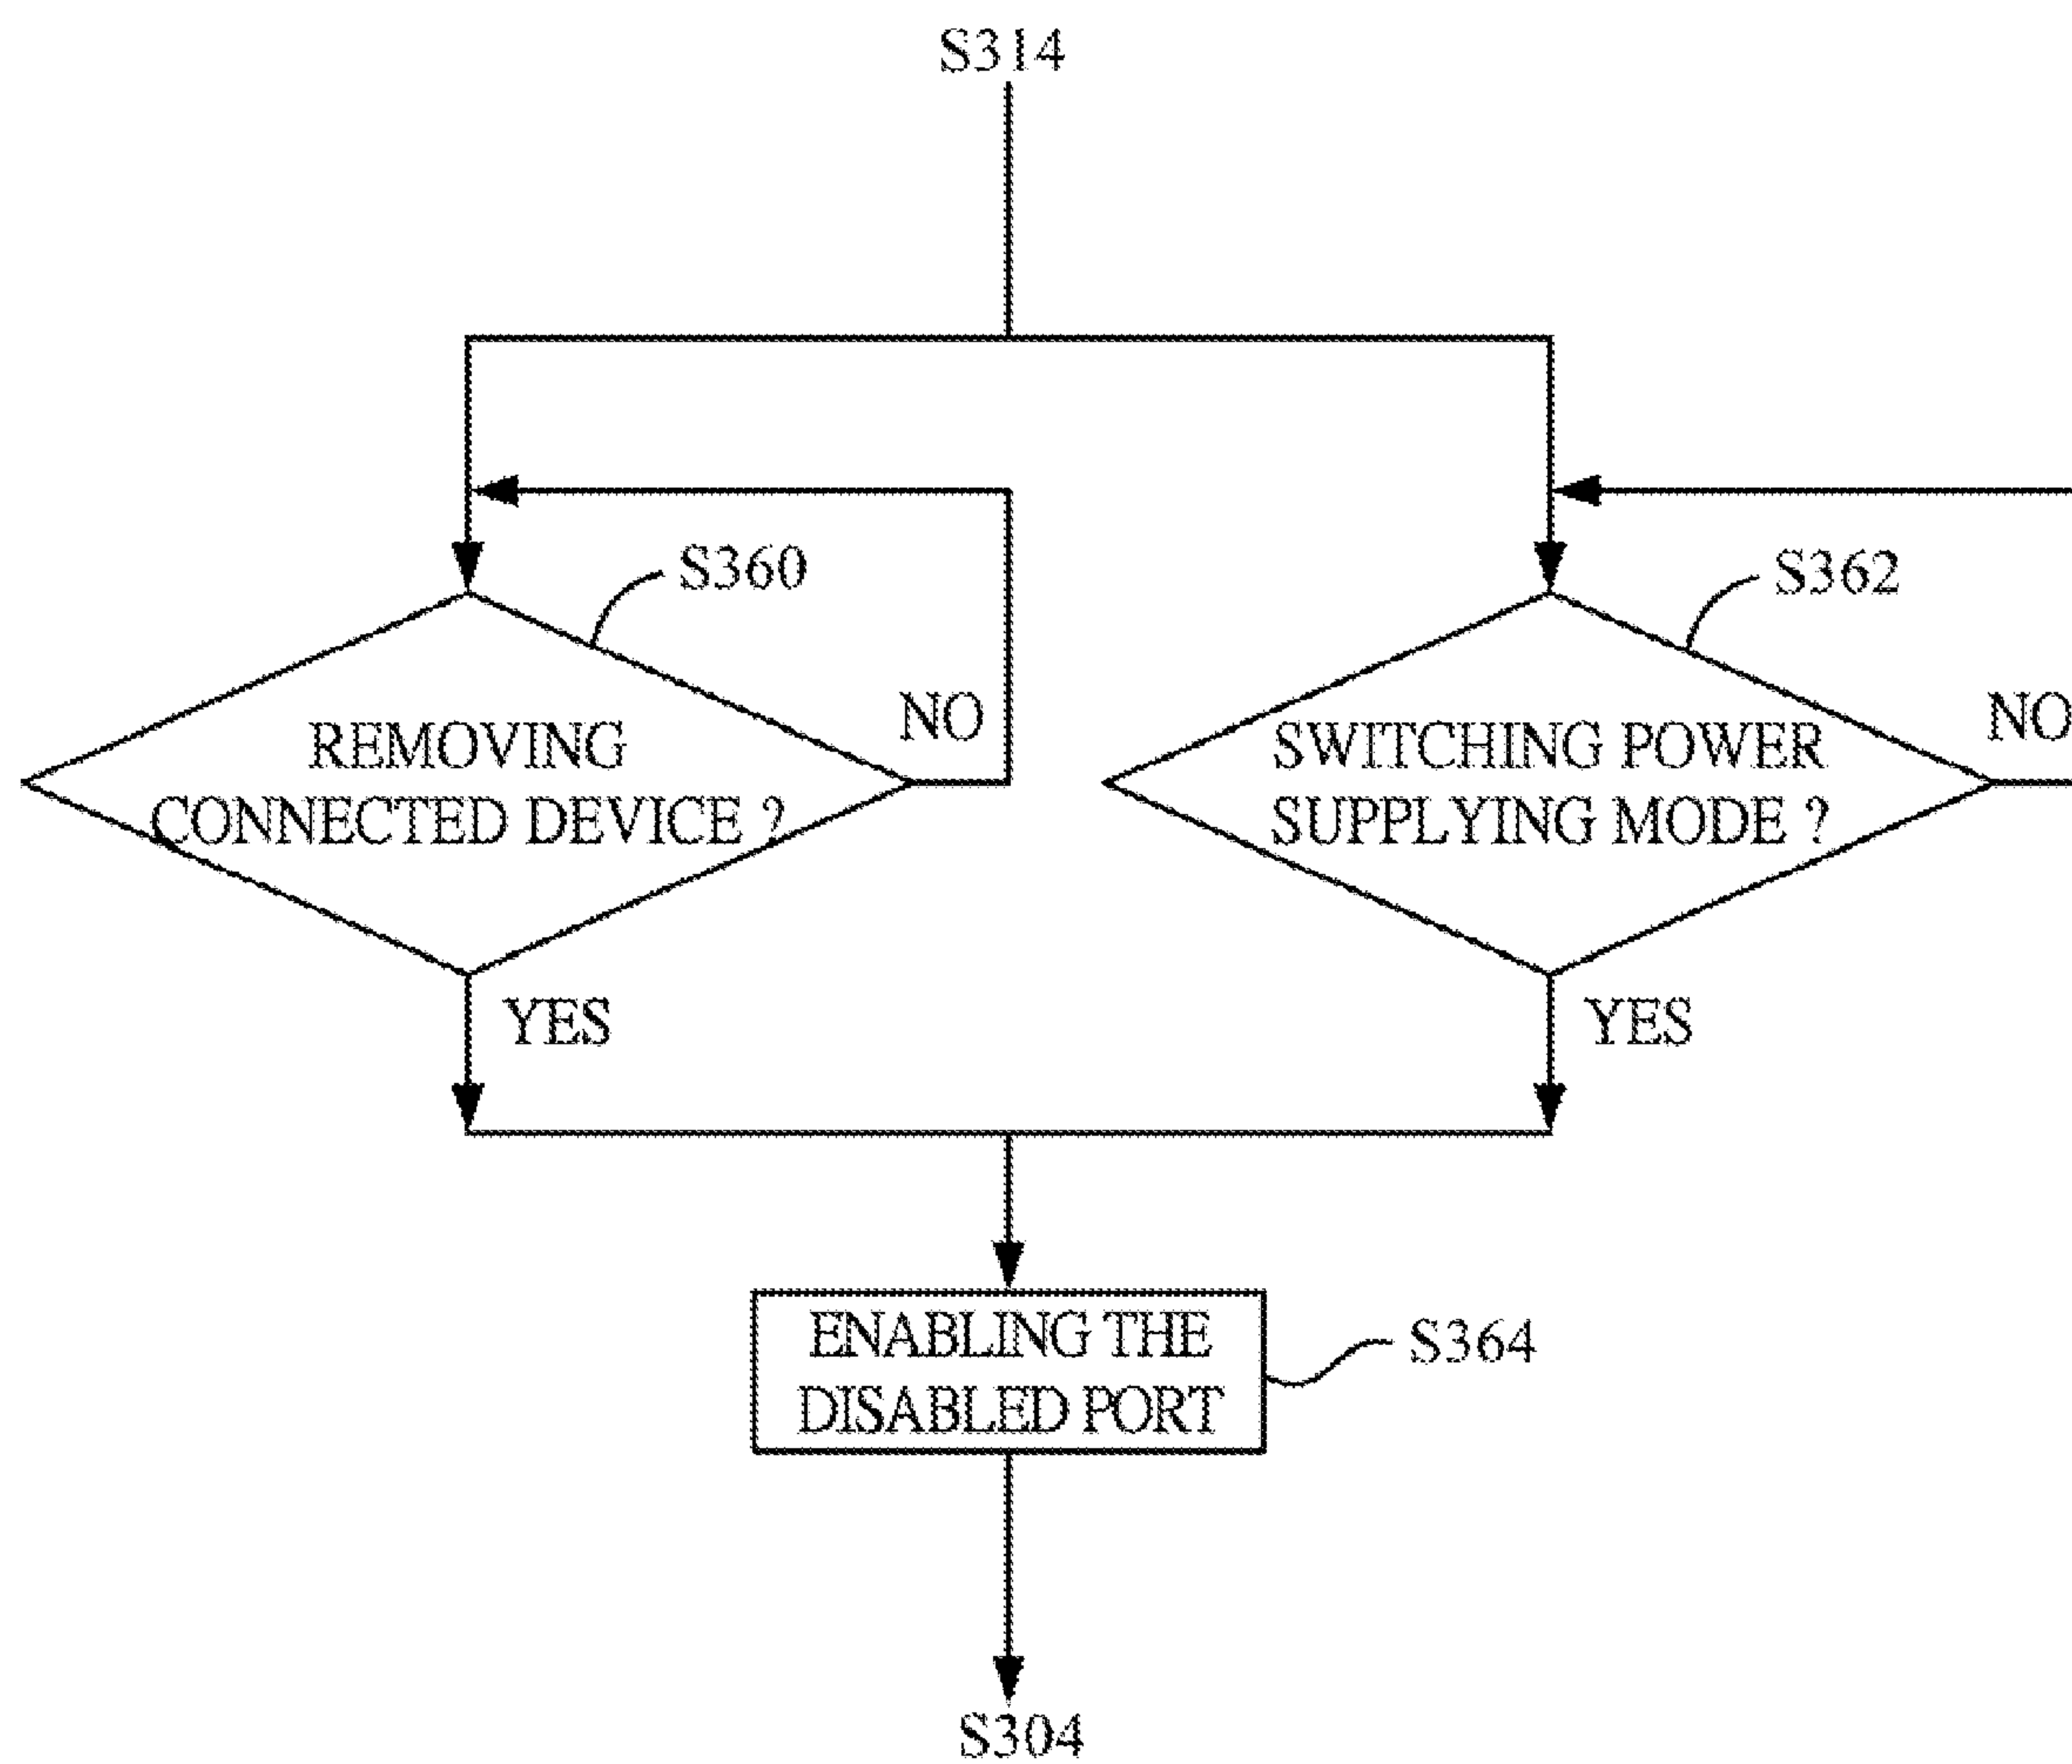 S314
S360
S362
NO
NO
REMOVING
CONNECTED DEVICE ?
SWITCHING POWER
SUPPLYING MODE ?
YES
YES
ENABLING THE
DISABLED PORT
S364
S304